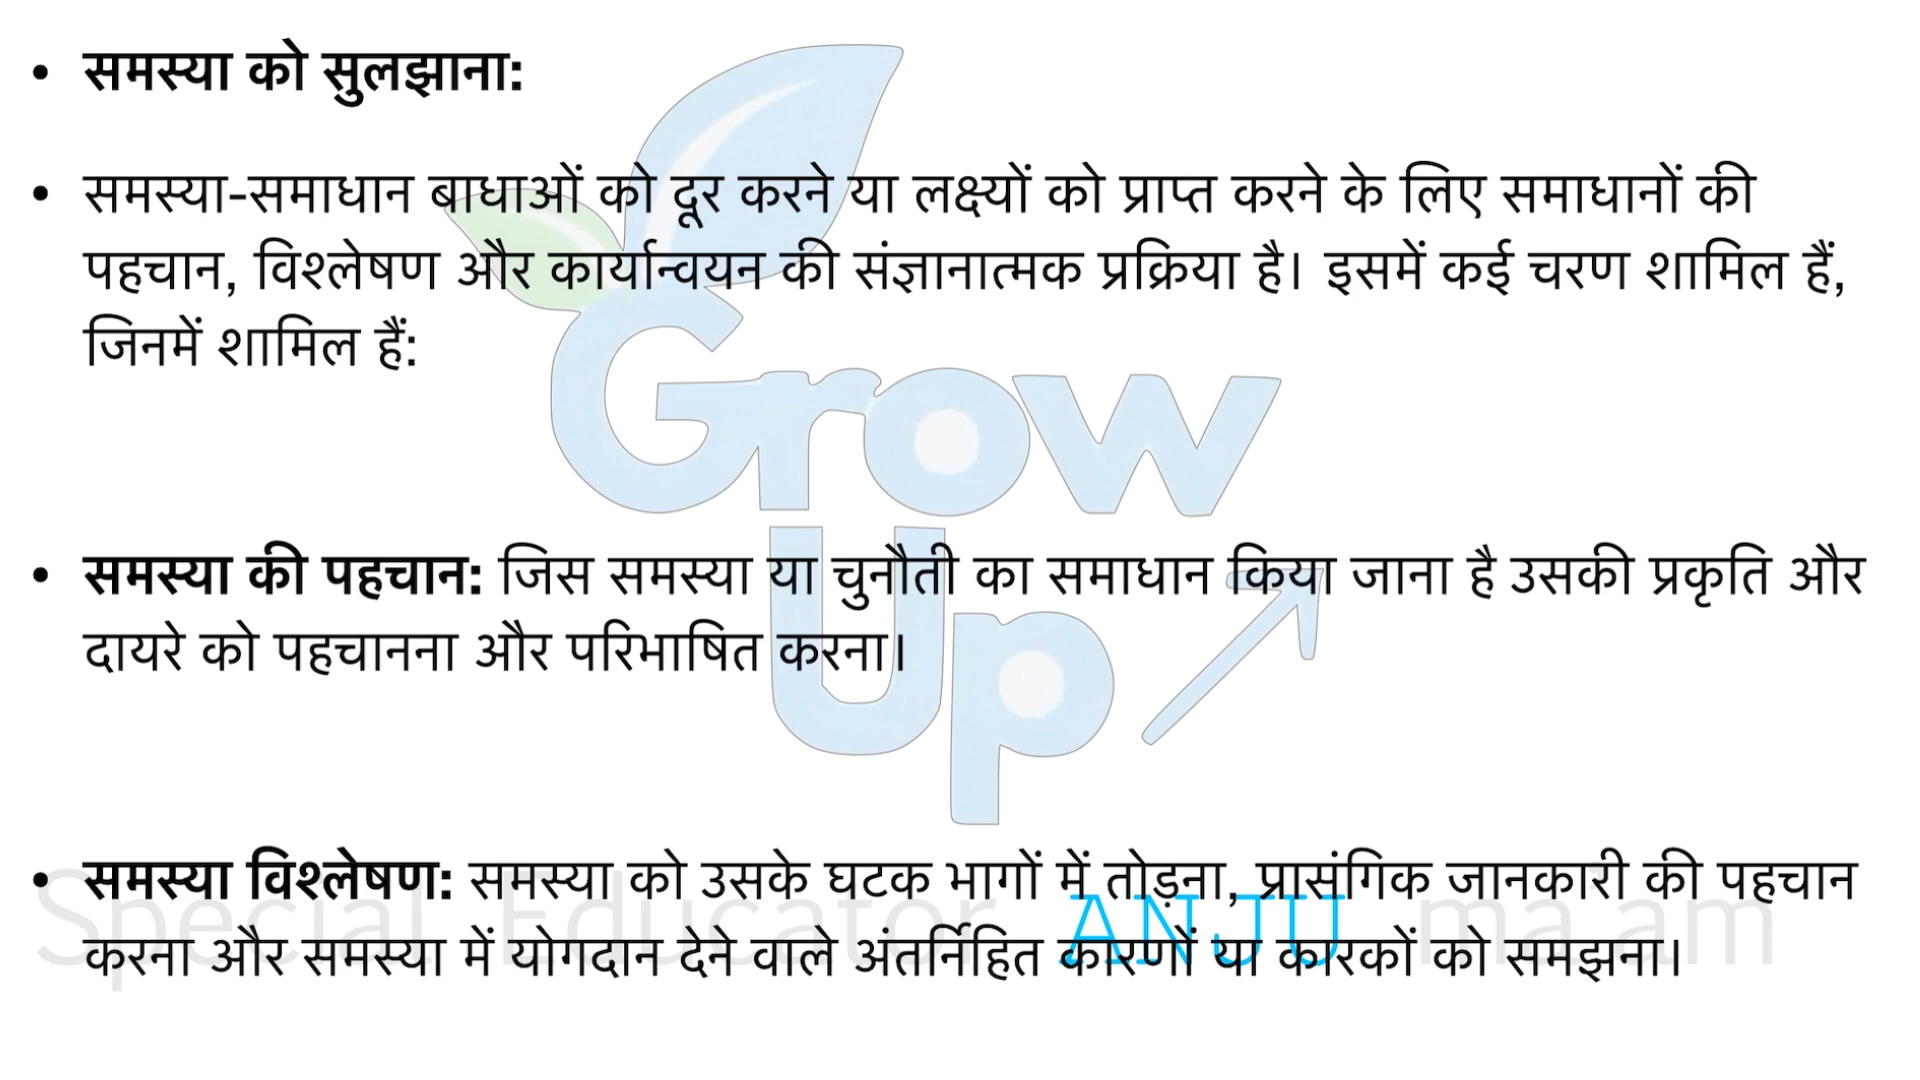 • समस्या को सुलझाना:
• समस्या-समाधान बाधाओं को दूर करने या लक्ष्यों को प्राप्त करने के लिए समाधानों की
पहचान, विश्लेषण और कार्यान्वयन की संज्ञानात्मक प्रक्रिया है। इसमें कई चरण शामिल हैं,
जिनमें शामिल हैं:
Grow
Up
• समस्या की पहचान: जिस समस्या या चुनौती का समाधान किया जाना है उसकी प्रकृति और
दायरे को पहचानना और परिभाषित करना।
• समस्या विश्लेषण: समस्या को उसके घटक भागों में तोड़ना, प्रासंगिक जानकारी की पहचान
करना और समस्या में योगदान देने वाले अंतर्निहित कारणों या कारकों को समझना।
Special Educator ANJU ma'am